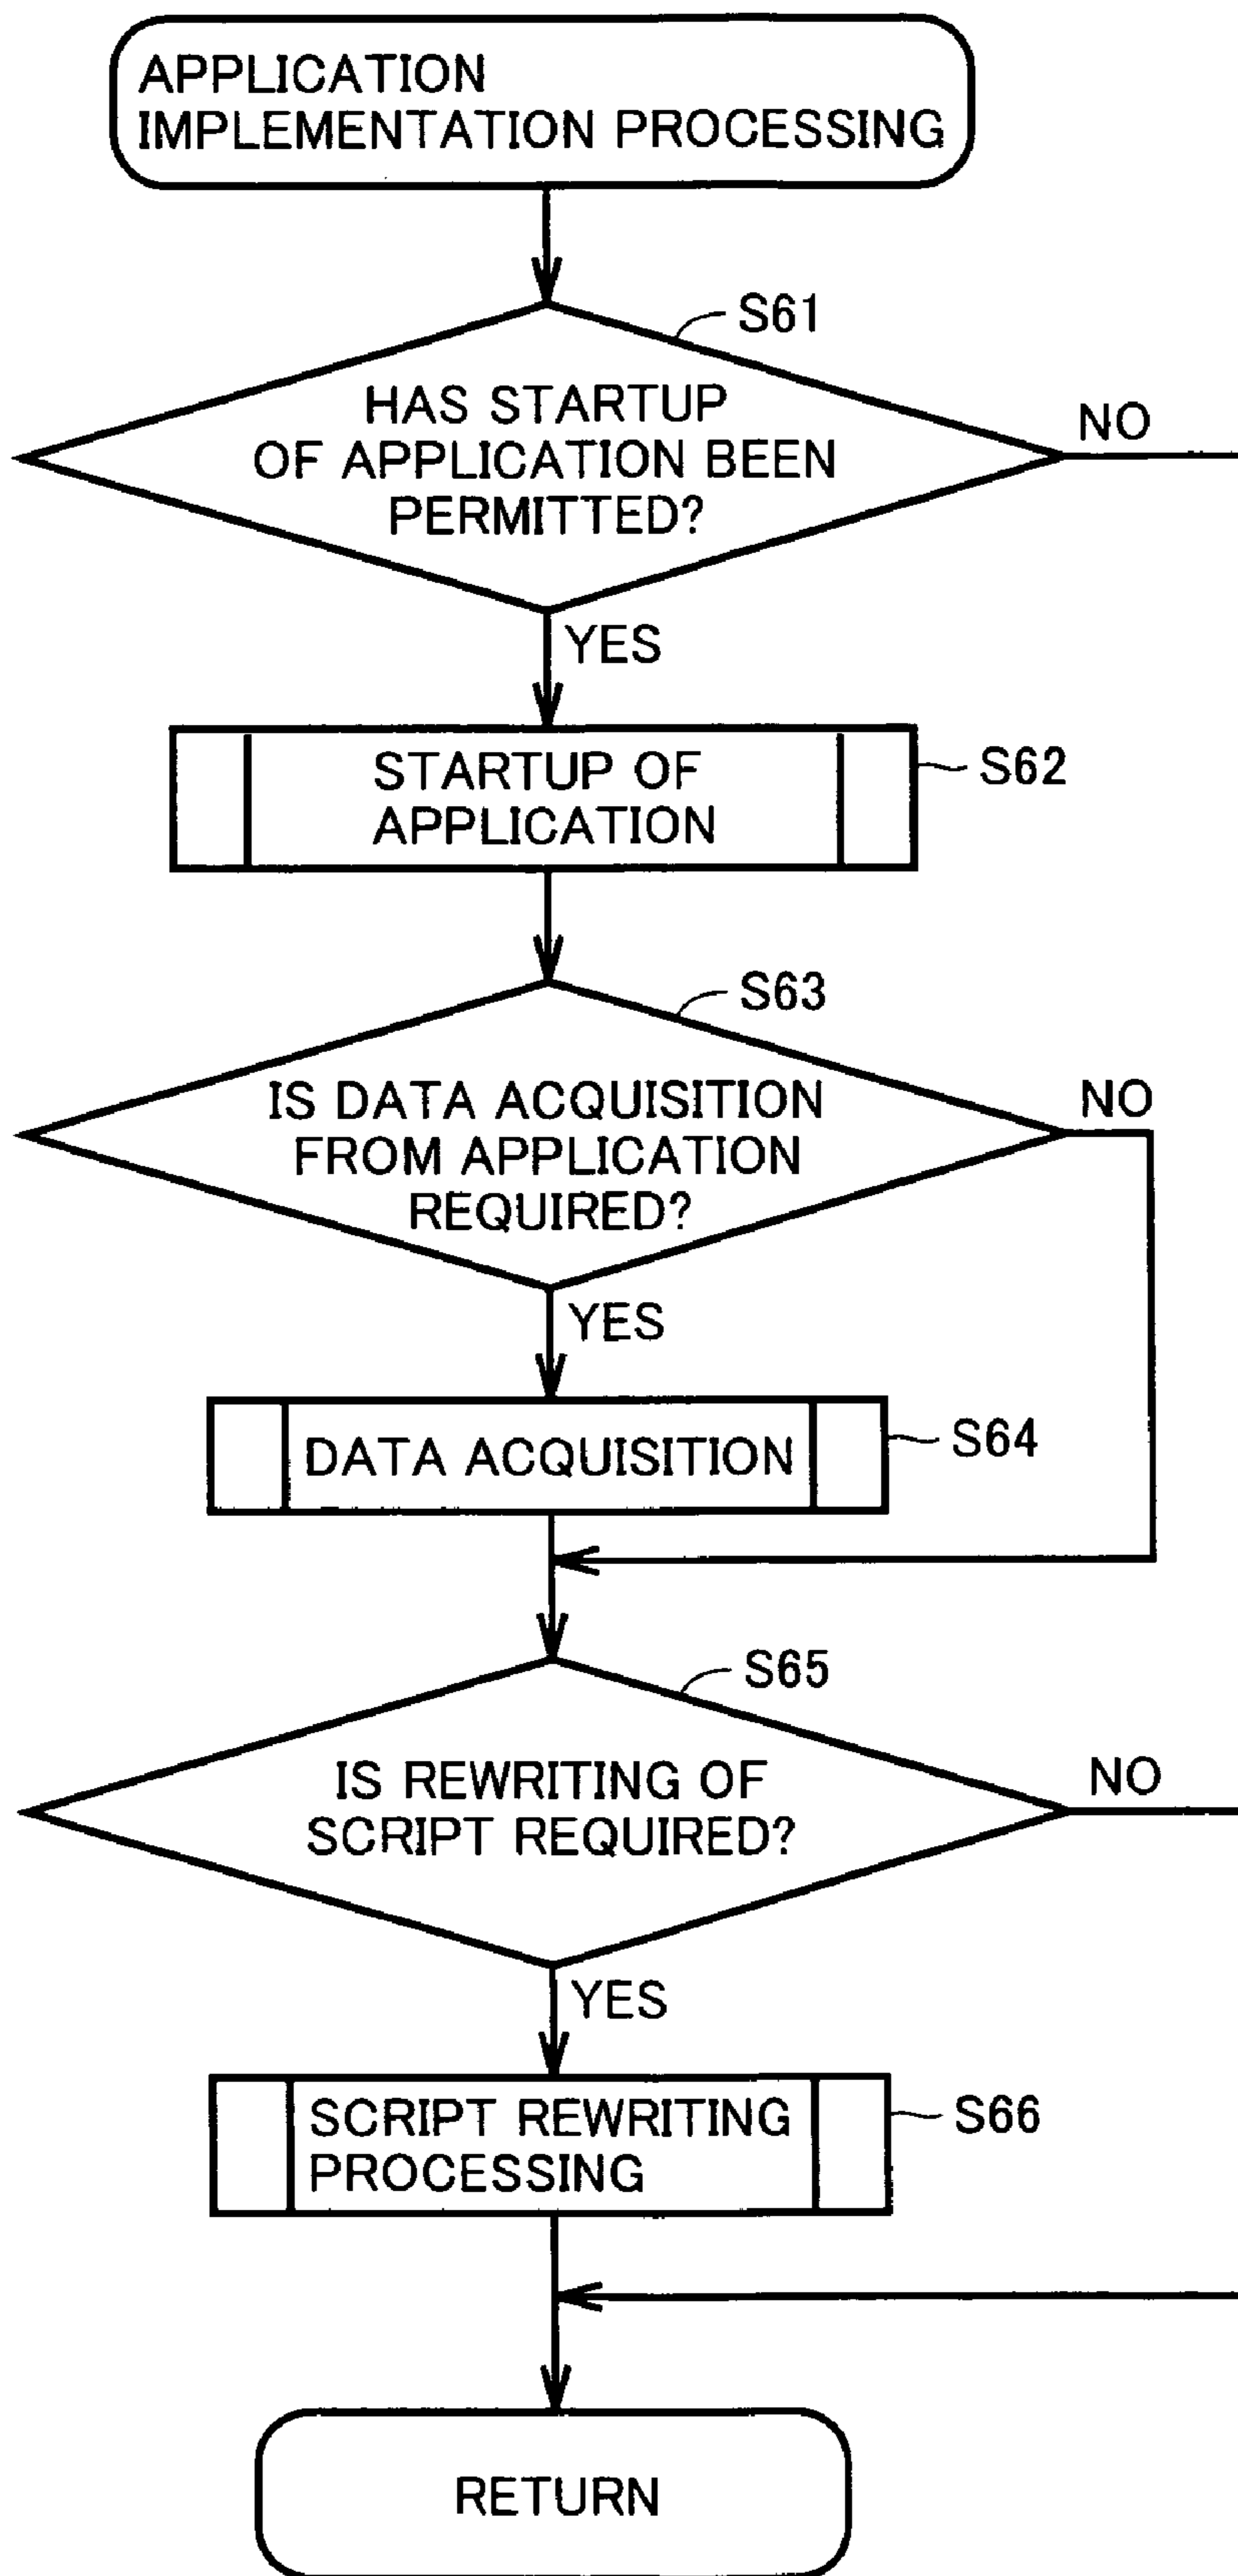 APPLICATION
IMPLEMENTATION PROCESSING
S61
HAS STARTUP
OF APPLICATION BEEN
PERMITTED?
NO
YES
STARTUP OF
APPLICATION
S62
S63
IS DATA ACQUISITION
FROM APPLICATION
REQUIRED?
NO
YES
DATA ACQUISITION
S64
S65
IS REWRITING OF
SCRIPT REQUIRED?
NO
YES
SCRIPT REWRITING
PROCESSING
S66
RETURN